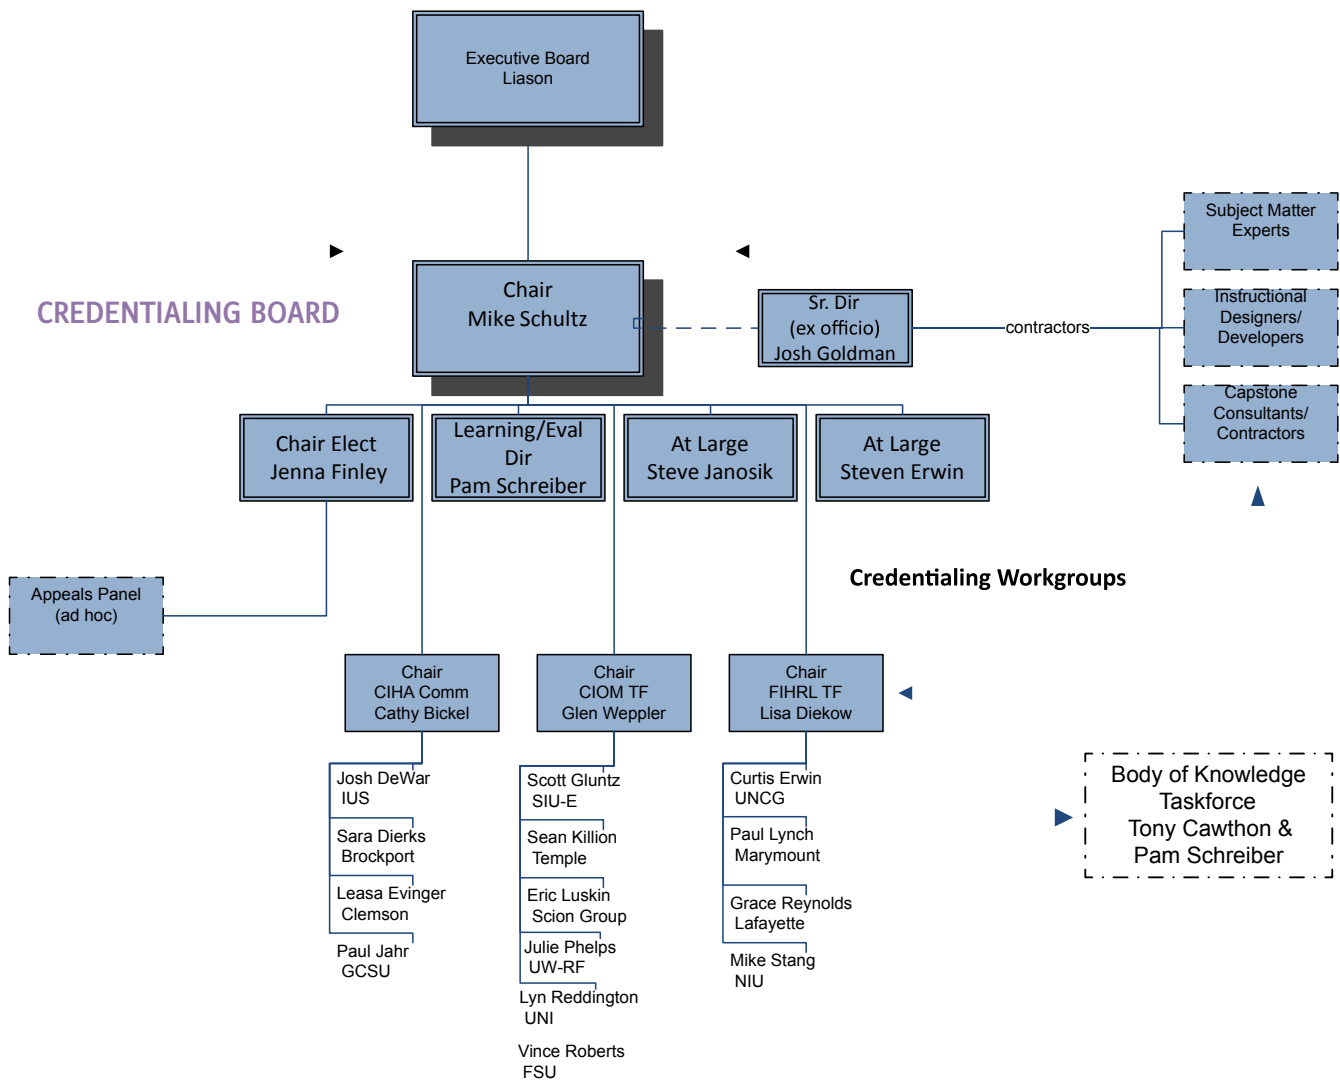 Executive Board
Liason
Subject Matter
Experts
CREDENTIALING BOARD
Chair
Mike Schultz
Sr. Dir
(ex officio)
Josh Goldman
contractors
Instructional
Designers/
Developers
Capstone
Consultants/
Contractors
Chair Elect
Jenna Finley
Learning/Eval
Dir
Pam Schreiber
At Large
Steve Janosik
At Large
Steven Erwin
Credentialing Workgroups
Appeals Panel
(ad hoc)
Chair
CIHA Comm
Cathy Bickel
Chair
CIOM TF
Glen Weppler
Chair
FIHRL TF
Lisa Diekow
Josh DeWar
IUS
Sara Dierks
Brockport
Leasa Evinger
Clemson
Paul Jahr
GCSU
Scott Gluntz
SIU-E
Sean Killion
Temple
Eric Luskin
Scion Group
Julie Phelps
UW-RF
Lyn Reddington
UNI
Vince Roberts
FSU
Curtis Erwin
UNCG
Paul Lynch
Marymount
Grace Reynolds
Lafayette
Mike Stang
NIU
Body of Knowledge
Taskforce
Tony Cawthon &
Pam Schreiber